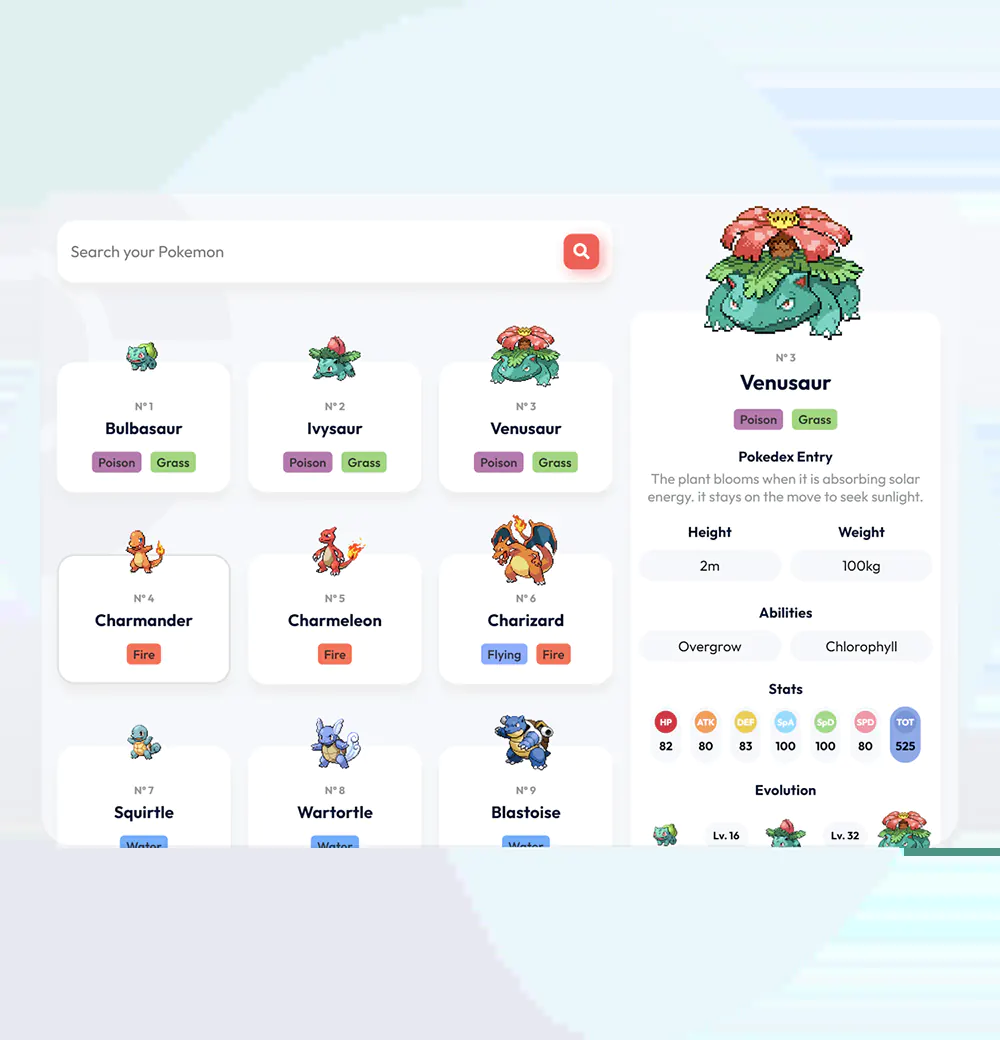 Search your Pokemon
N° 1
Bulbasaur
Poison Grass
N° 2
Ivysaur
Poison Grass
N° 3
Venusaur
Poison Grass
N° 4
Charmander
Fire
N° 5
Charmeleon
Fire
N° 6
Charizard
Flying Fire
N° 7
Squirtle
Water
N° 8
Wartortle
Water
N° 9
Blastoise
Water
N° 3
Venusaur
Poison Grass
Pokedex Entry
The plant blooms when it is absorbing solar
energy. it stays on the move to seek sunlight.
Height Weight
2m 100kg
Abilities
Overgrow Chlorophyll
Stats
HP ATK DEF SpA SpD SPD TOT
82 80 83 100 100 80 525
Evolution
Lv. 16 Lv. 32